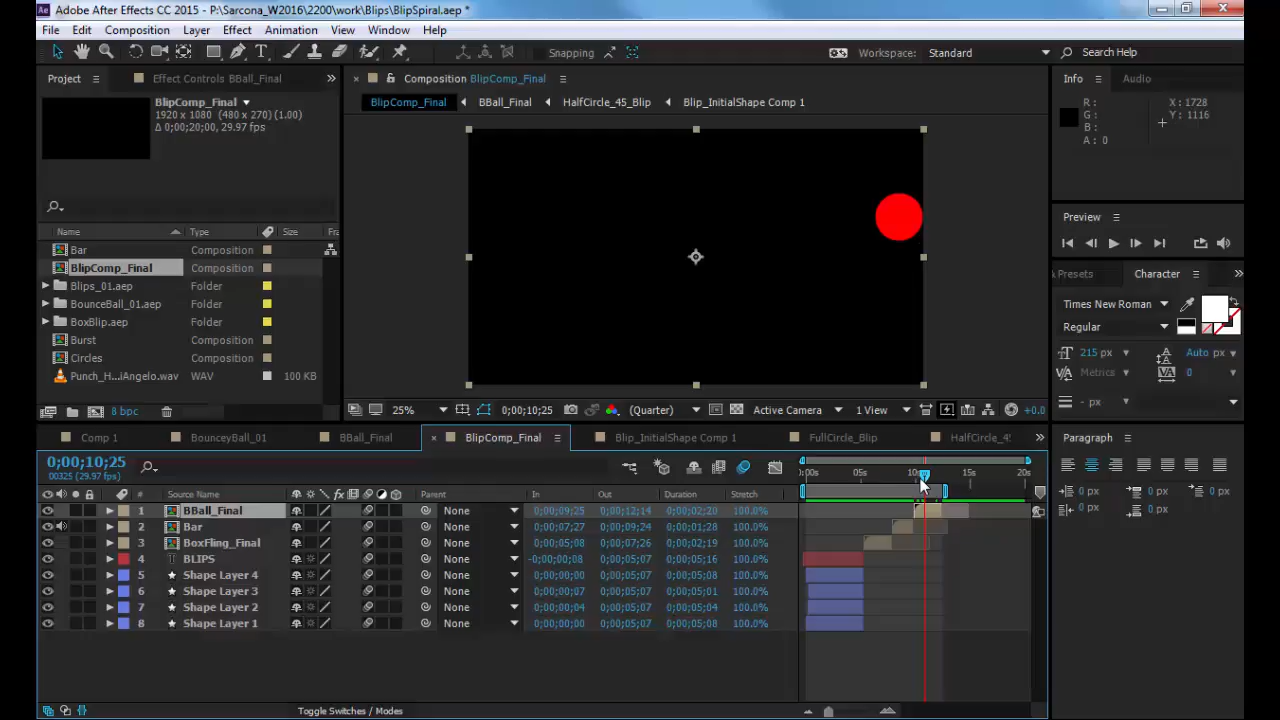 Adobe After Effects CC 2015 - P:\Sarcona_W2016\2200\work\Blips\BlipSpiral.aep *
File Edit Composition Layer Effect Animation View Window Help
Snapping Workspace: Standard Search Help
Project Effect Controls BBall_Final Composition BlipComp_Final Info Audio
BlipComp_Final BBall_Final HalfCircle_45_Blip Blip_InitialShape Comp 1
BlipComp_Final
1920 x 1080 (480 x 270) (1.00)
Δ 0;00;20;00, 29.97 fps
R :
G :
B :
A : 0
X : 1728
Y : 1116
Preview
Name Type Size Fra
Bar Composition
BlipComp_Final Composition
Blips_01.aep Folder
BounceBall_01.aep Folder
BoxBlip.aep Folder
Burst Composition
Circles Composition
Punch_H...iAngelo.wav WAV 100 KB
Presets Character
Times New Roman
Regular
215 px Auto px
Metrics 0
- px
8 bpc 25% 0;00;10;25 (Quarter) Active Camera 1 View +0.0
Comp 1 BounceyBall_01 BBall_Final BlipComp_Final Blip_InitialShape Comp 1 FullCircle_Blip HalfCircle_4!
Paragraph
0 px 0 px 0 px
0 px 0 px
0;00;10;25
00325 (29.97 fps)
0:00s 05s 10s 15s 20s
# Source Name Parent In Out Duration Stretch
1 BBall_Final None 0;00;09;25 0;00;12;14 0;00;02;20 100.0%
2 Bar None 0;00;07;27 0;00;09;24 0;00;01;28 100.0%
3 BoxFling_Final None 0;00;05;08 0;00;07;26 0;00;02;19 100.0%
4 T BLIPS None -0;00;00;08 0;00;05;07 0;00;05;16 100.0%
5 Shape Layer 4 None 0;00;00;00 0;00;05;07 0;00;05;08 100.0%
6 Shape Layer 3 None 0;00;00;07 0;00;05;07 0;00;05;01 100.0%
7 Shape Layer 2 None 0;00;00;04 0;00;05;07 0;00;05;04 100.0%
8 Shape Layer 1 None 0;00;00;00 0;00;05;07 0;00;05;08 100.0%
Toggle Switches / Modes